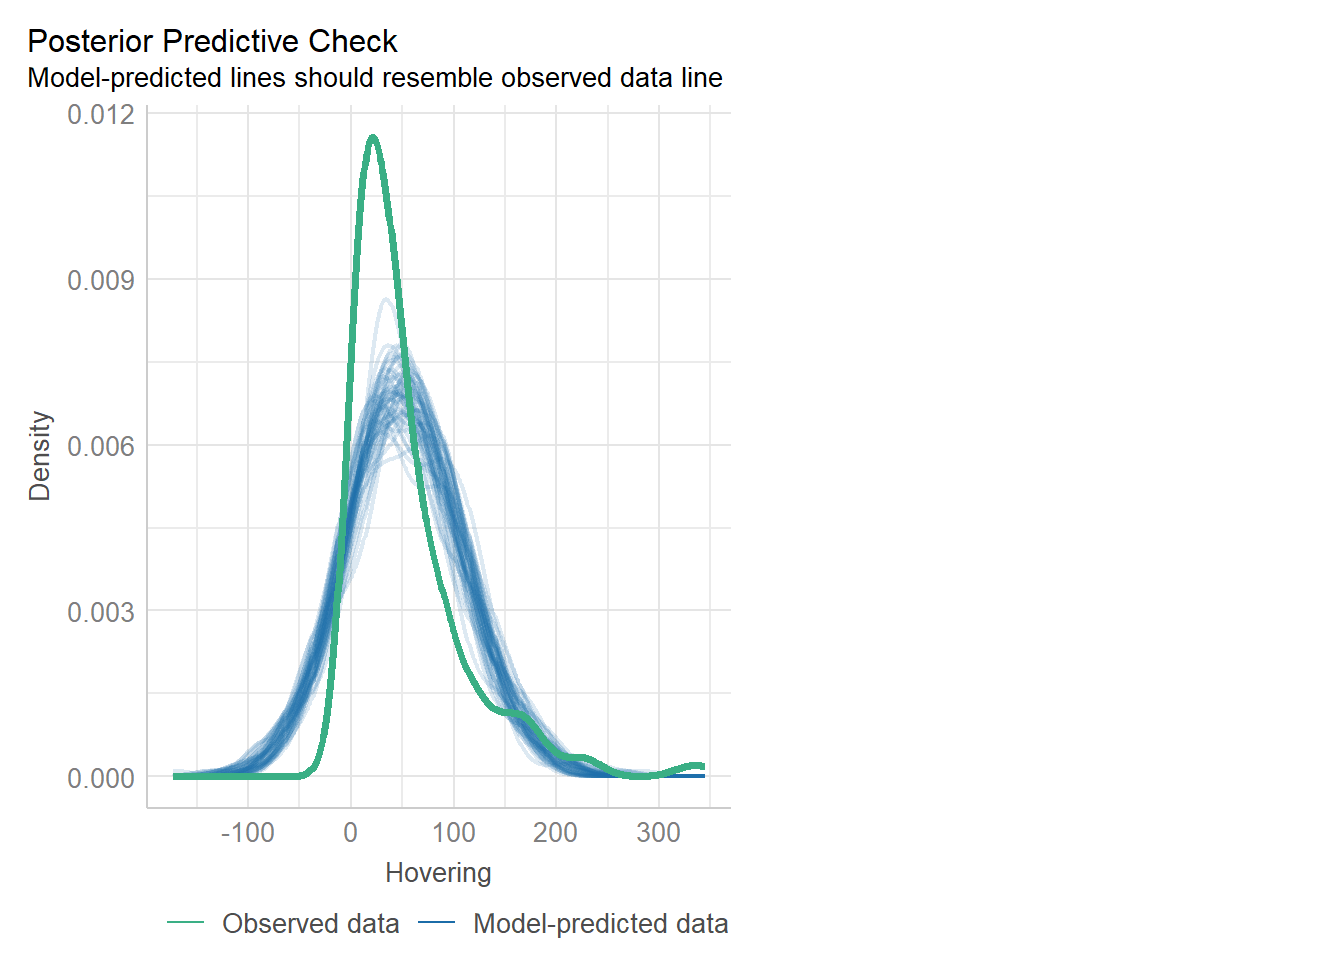 Posterior Predictive Check
Model-predicted lines should resemble observed data line
0.012
0.009
0.006
0.003
0.000
Density
-100 0 100 200 300
Hovering
Observed data Model-predicted data